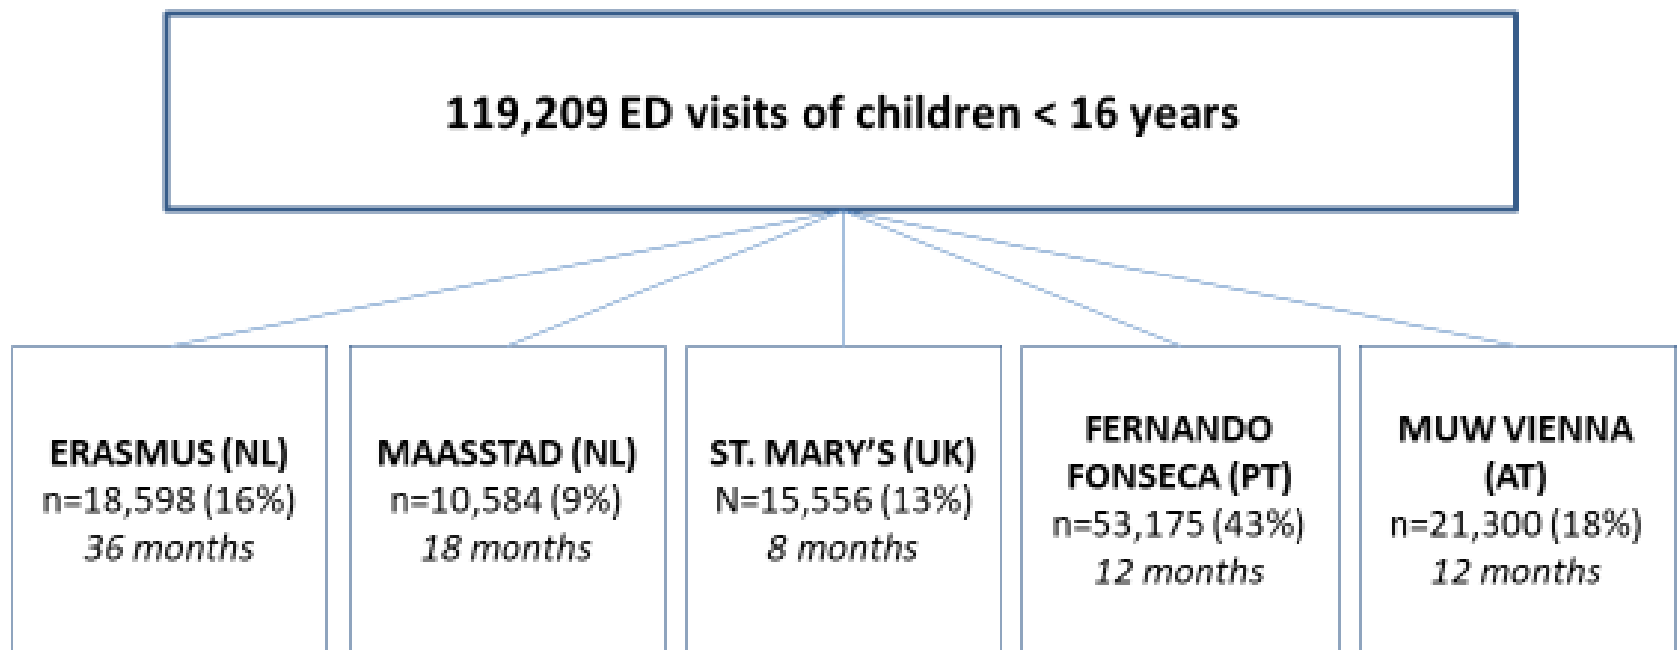 119,209 ED visits of children < 16 years
ERASMUS (NL)
n=18,598 (16%)
36 months
MAASSTAD (NL)
n=10,584 (9%)
18 months
ST. MARY'S (UK)
N=15,556 (13%)
8 months
FERNANDO
FONSECA (PT)
n=53,175 (43%)
12 months
MUW VIENNA
(AT)
n=21,300 (18%)
12 months